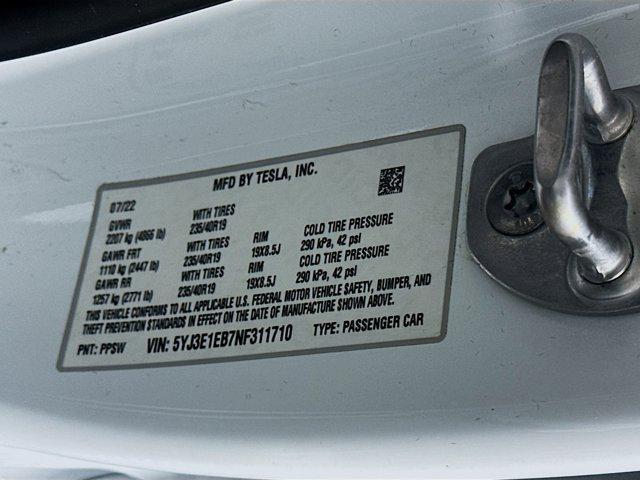 MFD BY TESLA, INC.
07/22
GVWR WITH TIRES
2207 kg (4866 lb) 235/40R19 RIM COLD TIRE PRESSURE
GAWR FRT WITH TIRES 19X8.5J 290 kPa, 42 psi
1110 kg (2447 lb) 235/40R19 RIM COLD TIRE PRESSURE
GAWR RR WITH TIRES 19X8.5J 290 kPa, 42 psi
1257 kg (2771 lb) 235/40R19
CONFORMS TO ALL APPLICABLE U.S. FEDERAL MOTOR VEHICLE SAFETY, BUMPER, AND
THEFT PREVENTION STANDARDS IN EFFECT ON THE DATE OF MANUFACTURE SHOWN ABOVE.
PNT: PPSW VIN: 5YJ3E1EB7NF311710 TYPE: PASSENGER CAR